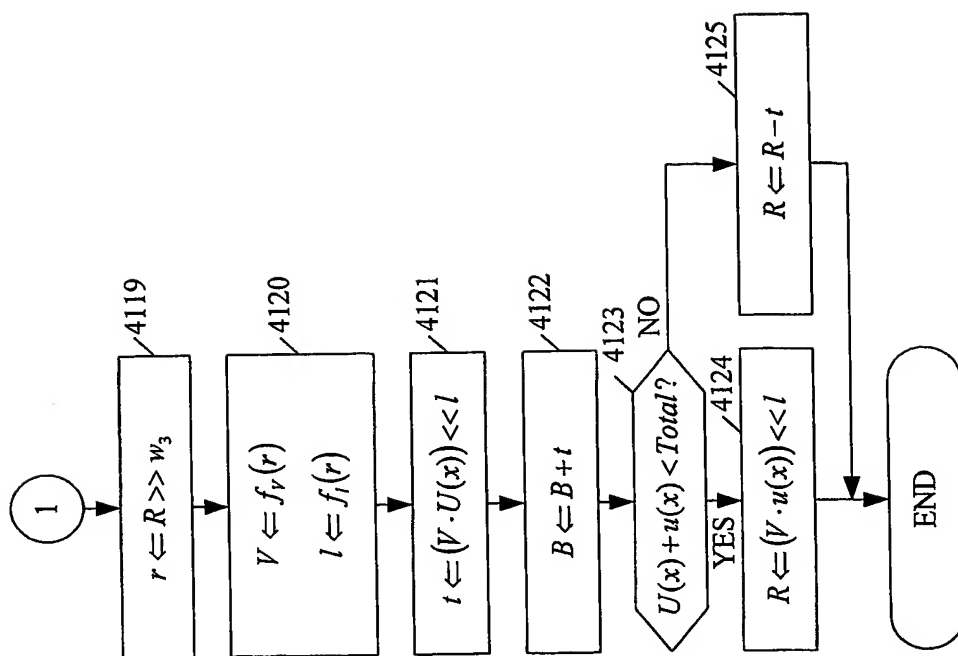 1
4119
r ⇐ R >> w₃
4120
V ⇐ f_V(r)
l ⇐ f_l(r)
4121
t ⇐ (V · U(x)) << l
4122
B ⇐ B + t
4123
U(x) + u(x) < Total?
NO
YES
4124
R ⇐ (V · u(x)) << l
4125
R ⇐ R − t
END